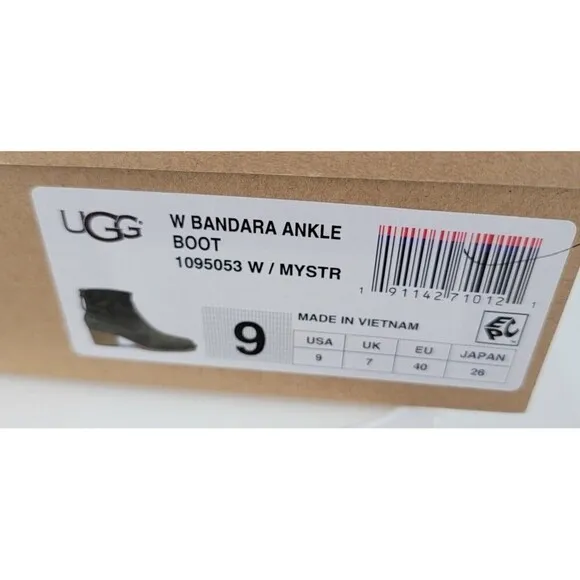 UGG
W BANDARA ANKLE
BOOT
1095053 W / MYSTR
1 91142 71012 1
9
MADE IN VIETNAM
EPC
USA UK EU JAPAN
9 7 40 26